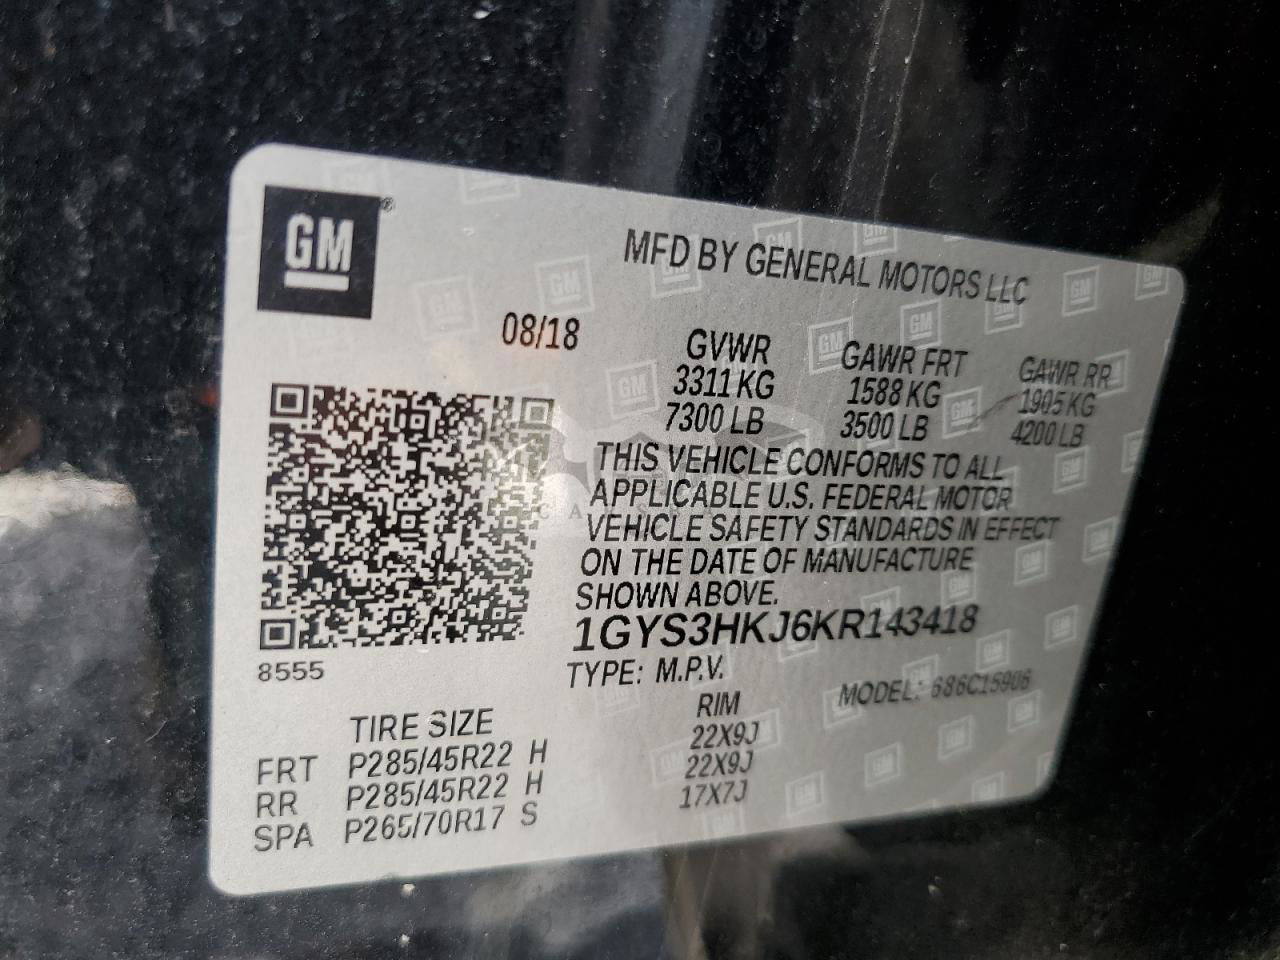 GM®
MFD BY GENERAL MOTORS LLC
08/18
GVWR GAWR FRT GAWR RR
3311KG 1588 KG 1905 KG
7300 LB 3500 LB 4200 LB
THIS VEHICLE CONFORMS TO ALL
APPLICABLE U.S. FEDERAL MOTOR
VEHICLE SAFETY STANDARDS IN EFFECT
ON THE DATE OF MANUFACTURE
SHOWN ABOVE.
1GYS3HKJ6KR143418
8555
TYPE: M.P.V. MODEL: 686C15906
TIRE SIZE RIM
FRT P285/45R22 H 22X9J
RR P285/45R22 H 22X9J
SPA P265/70R17 S 17X7J